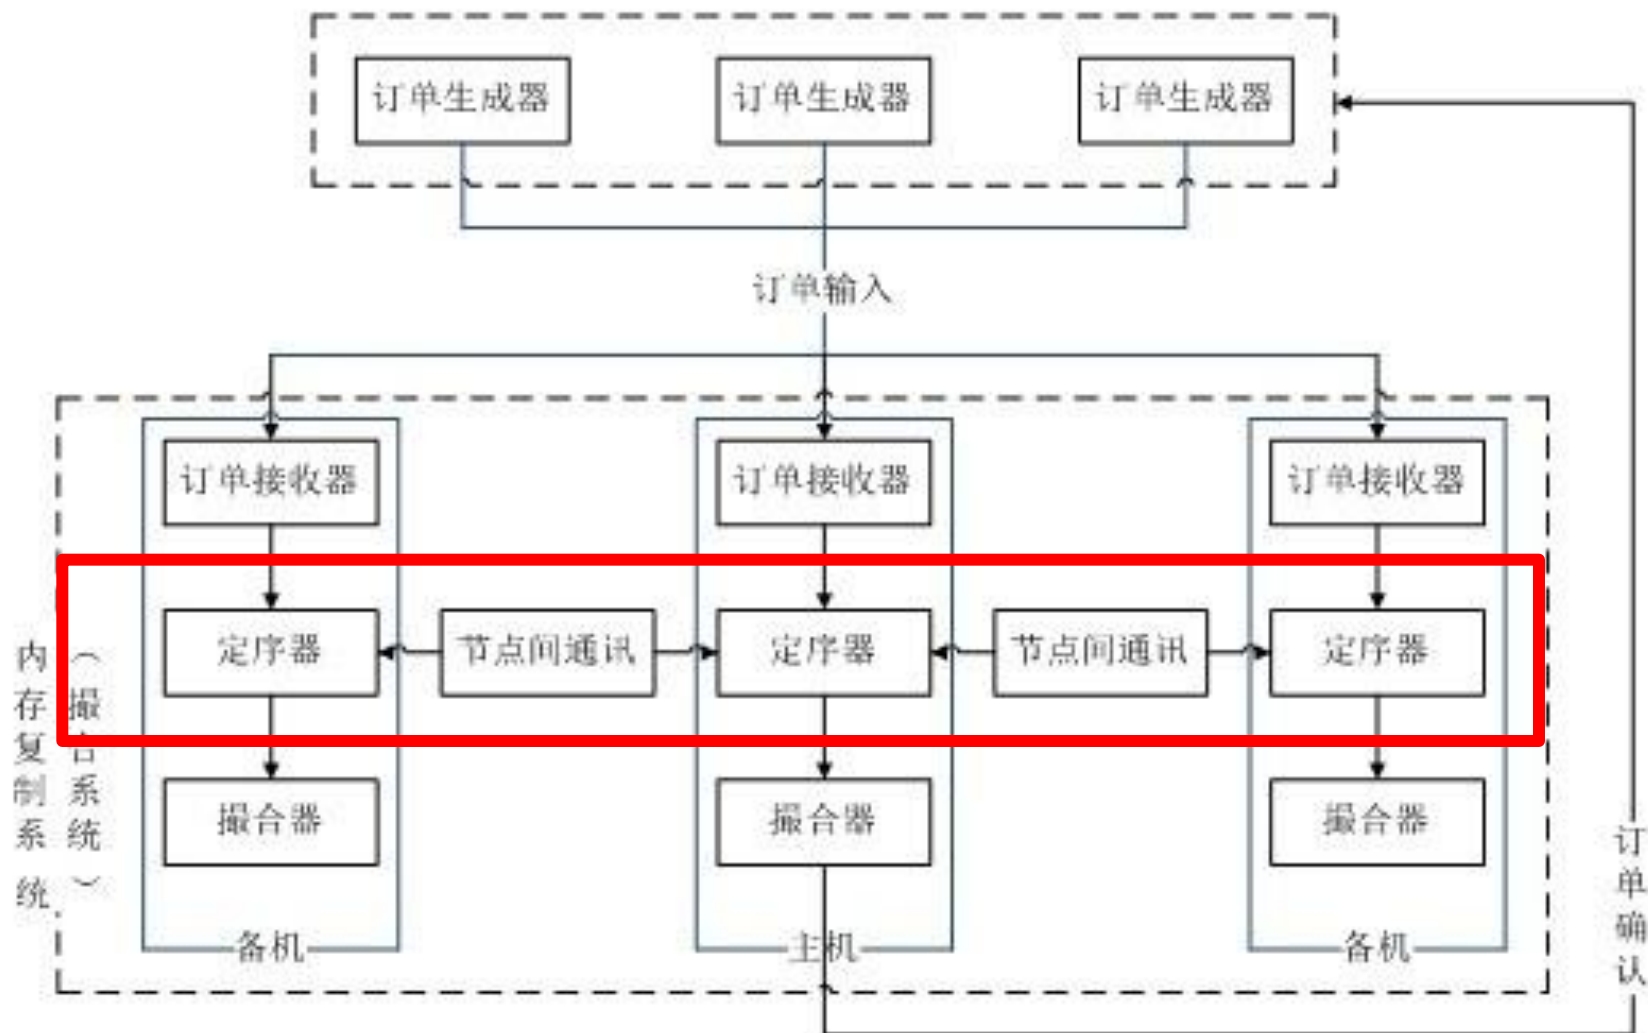 订单生成器
订单生成器
订单生成器
订单输入
订单接收器
订单接收器
订单接收器
定序器
节点间通讯
定序器
节点间通讯
定序器
撮合器
撮合器
撮合器
备机
主机
备机
内存复制系统
（撮合系统）
订单确认